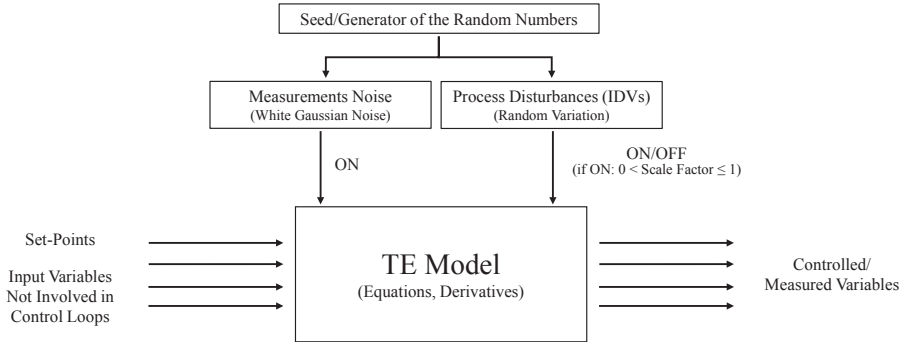 Seed/Generator of the Random Numbers
Measurements Noise
(White Gaussian Noise)
Process Disturbances (IDVs)
(Random Variation)
ON
ON/OFF
(if ON: 0 < Scale Factor ≤ 1)
Set-Points
Input Variables
Not Involved in
Control Loops
TE Model
(Equations, Derivatives)
Controlled/
Measured Variables